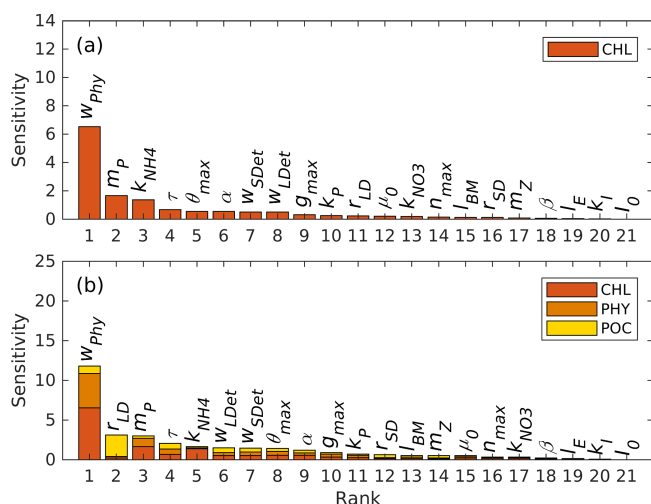 14
12
10
8
6
4
2
0
Sensitivity
(a)
CHL
w_Phy
m_P
k_NH4
τ
θ_max
α
w_SDet
w_LDet
g_max
k_P
r_LD
μ_0
k_NO3
n_max
l_BM
r_SD
m_Z
β
l_E
k_I
I_0
1 2 3 4 5 6 7 8 9 10 11 12 13 14 15 16 17 18 19 20 21
25
20
15
10
5
0
Sensitivity
(b)
CHL
PHY
POC
w_Phy
r_LD
m_P
τ
k_NH4
w_LDet
w_SDet
θ_max
α
g_max
k_P
r_SD
l_BM
m_Z
μ_0
n_max
k_NO3
β
l_E
k_I
I_0
1 2 3 4 5 6 7 8 9 10 11 12 13 14 15 16 17 18 19 20 21
Rank